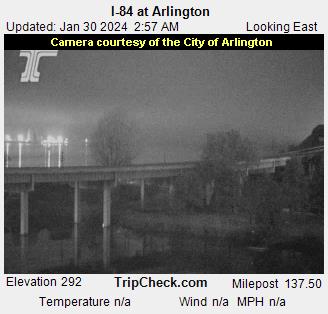 I-84 at Arlington
Updated: Jan 30 2024 2:57 AM Looking East
Camera courtesy of the City of Arlington
Elevation 292 TripCheck.com Milepost 137.50
Temperature n/a Wind n/a MPH n/a